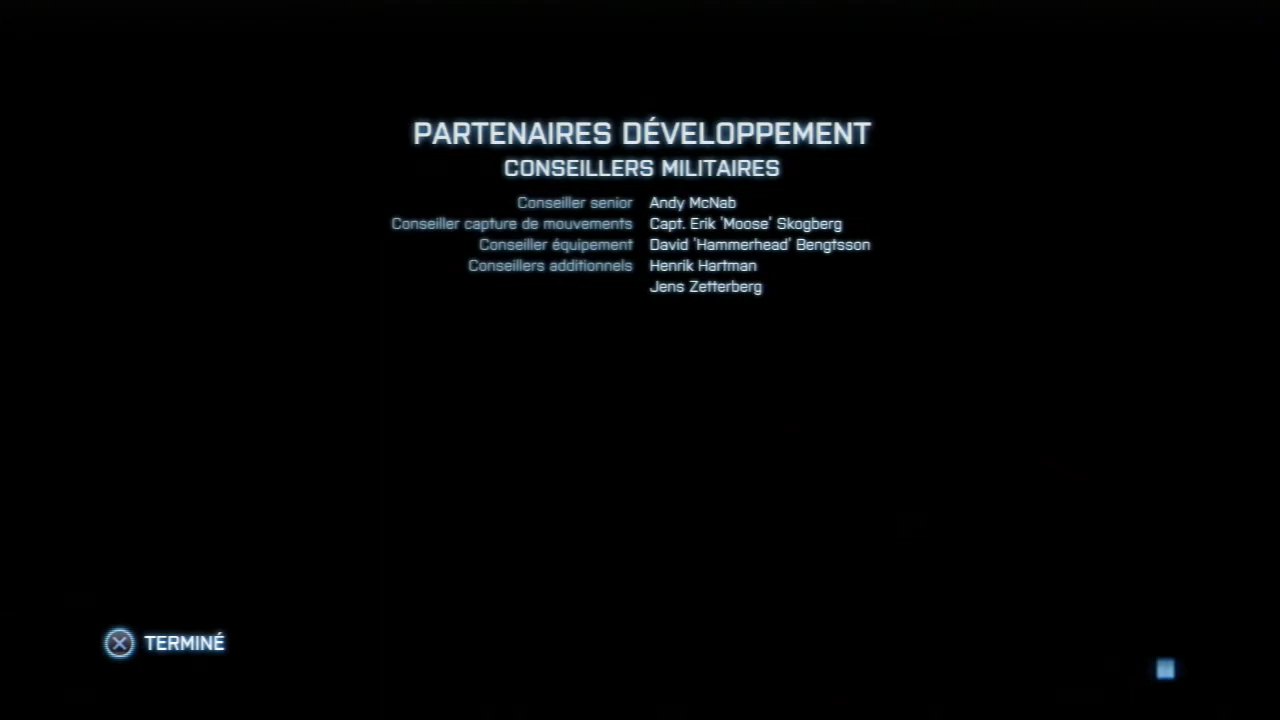 PARTENAIRES DÉVELOPPEMENT
CONSEILLERS MILITAIRES
Conseiller senior Andy McNab
Conseiller capture de mouvements Capt. Erik 'Moose' Skogberg
Conseiller équipement David 'Hammerhead' Bengtsson
Conseillers additionnels Henrik Hartman
Jens Zetterberg
TERMINÉ